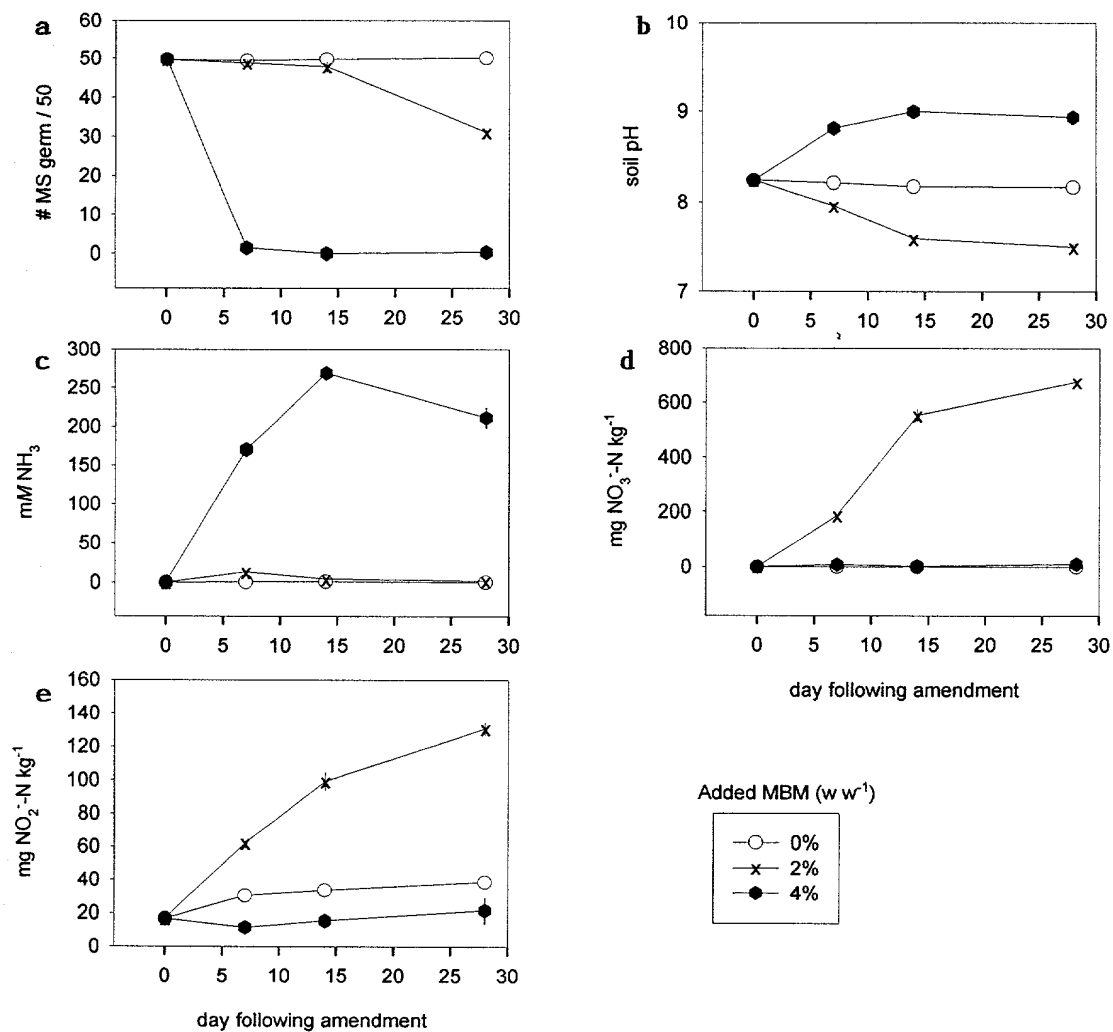 a
60
50
40
30
20
10
0
# MS germ / 50
0 5 10 15 20 25 30
b
10
9
8
7
soil pH
0 5 10 15 20 25 30
c
300
250
200
150
100
50
0
mM NH₃
0 5 10 15 20 25 30
d
800
600
400
200
0
mg NO₃⁻-N kg⁻¹
0 5 10 15 20 25 30
day following amendment
e
160
140
120
100
80
60
40
20
0
mg NO₂⁻-N kg⁻¹
0 5 10 15 20 25 30
day following amendment
Added MBM (w w⁻¹)
0%
2%
4%